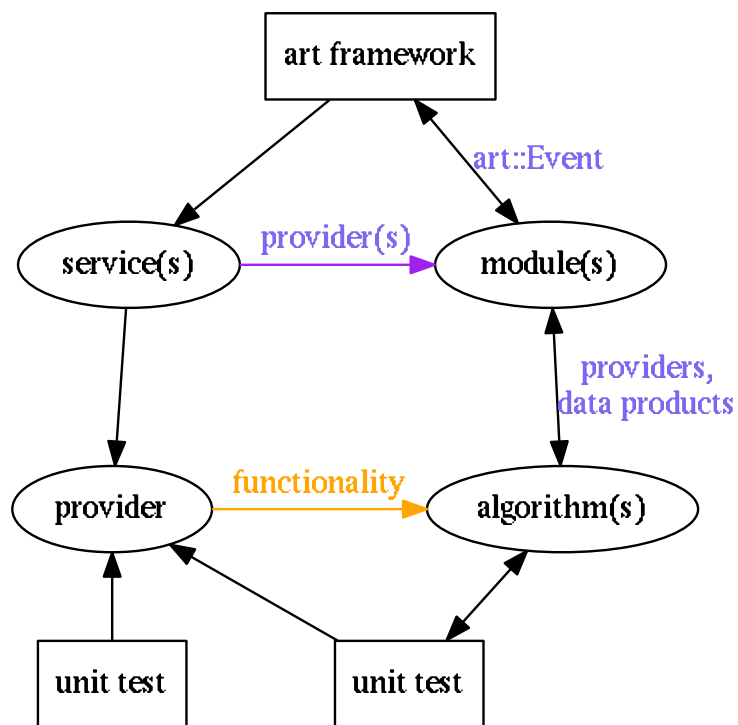 art framework
art::Event
provider(s)
service(s)
module(s)
providers,
data products
functionality
provider
algorithm(s)
unit test
unit test